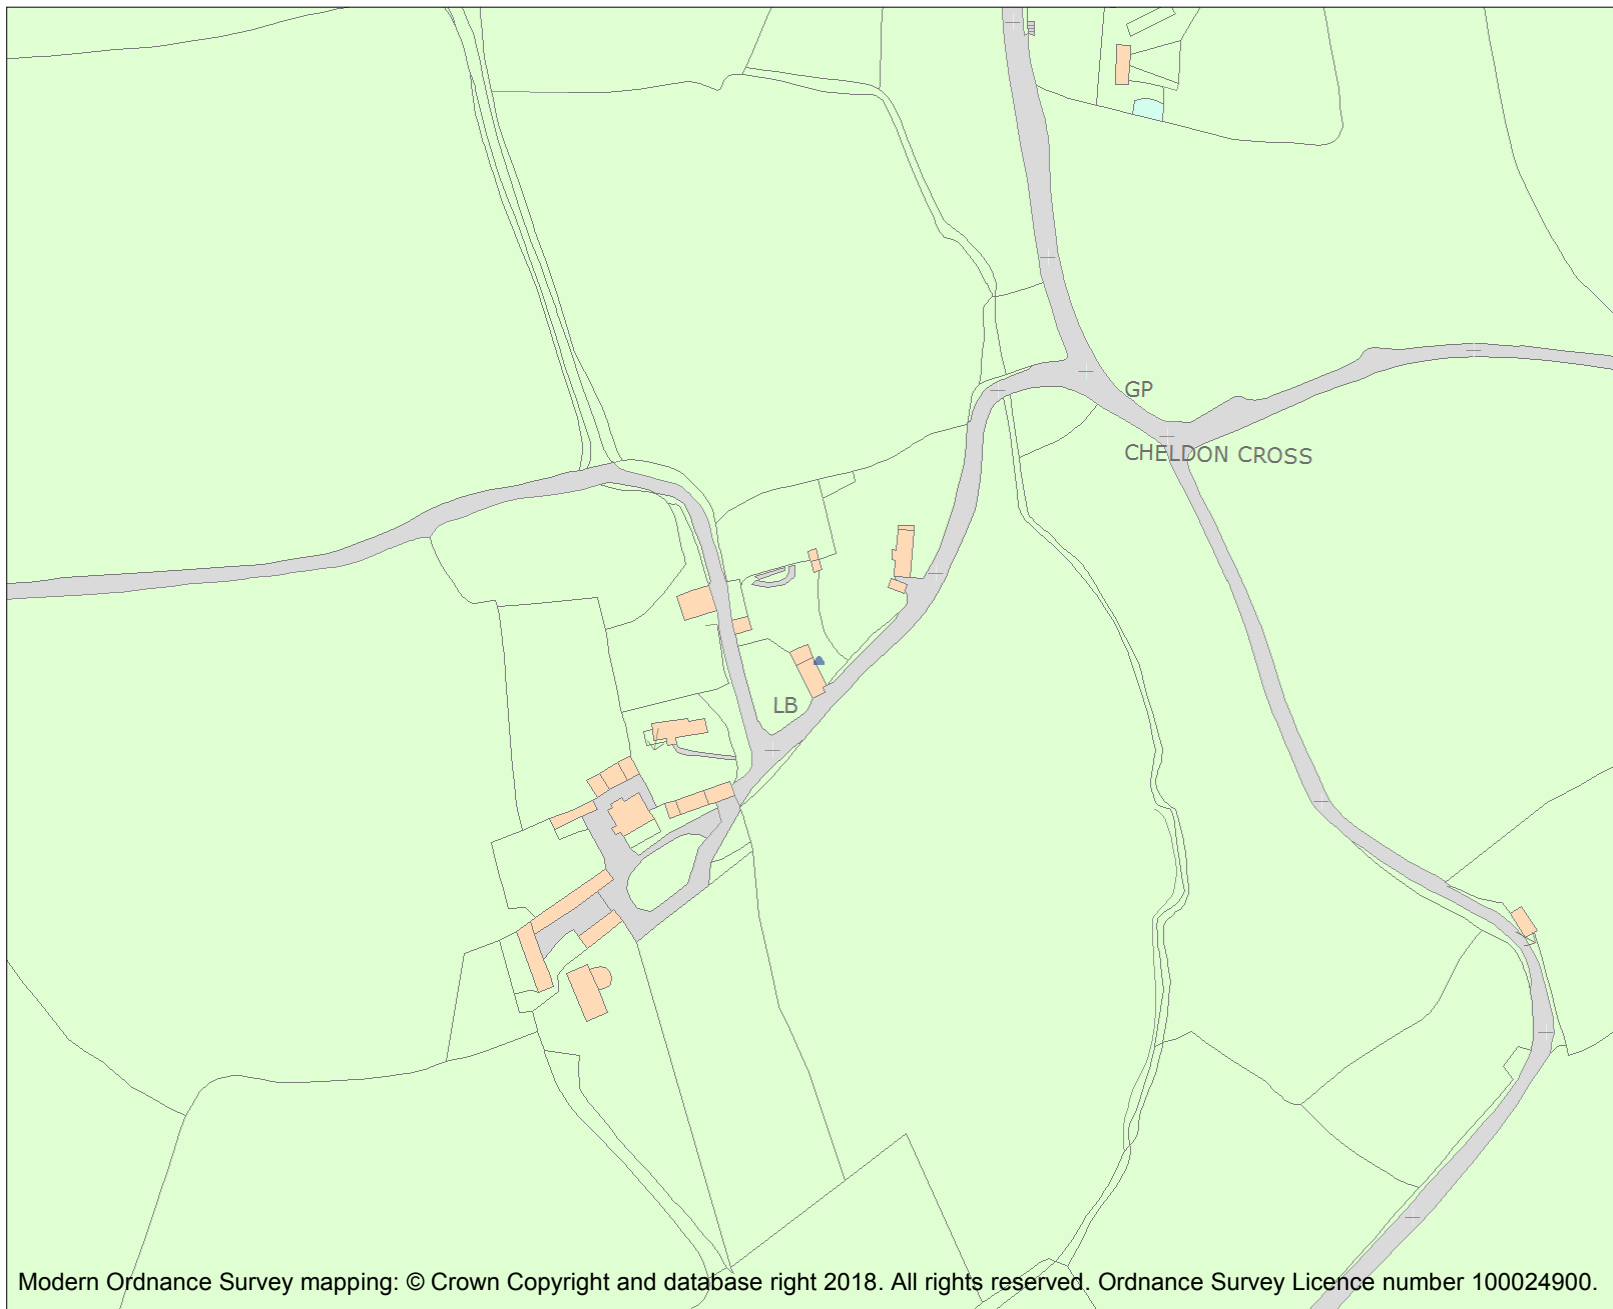 GP
CHELDON CROSS
LB
Modern Ordnance Survey mapping: © Crown Copyright and database right 2018. All rights reserved. Ordnance Survey Licence number 100024900.